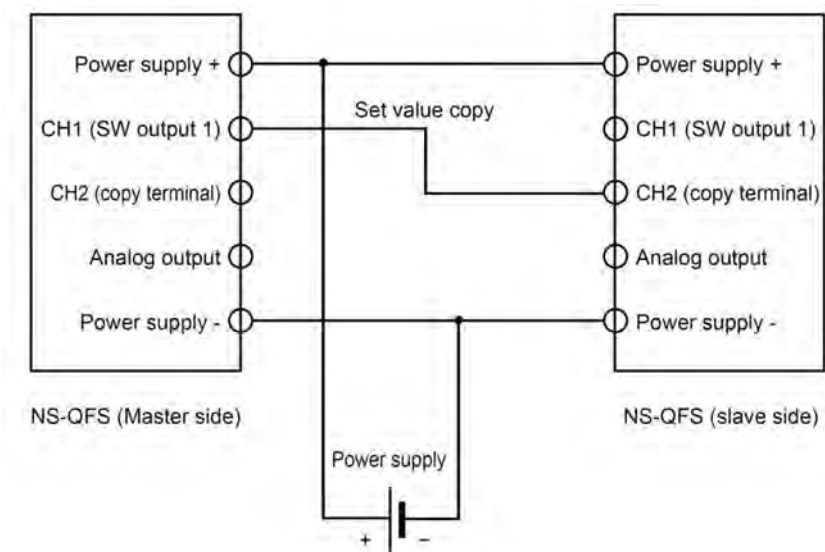 Power supply +
Power supply +
CH1 (SW output 1)
Set value copy
CH1 (SW output 1)
CH2 (copy terminal)
CH2 (copy terminal)
Analog output
Analog output
Power supply -
Power supply -
NS-QFS (Master side)
NS-QFS (slave side)
Power supply
+ −